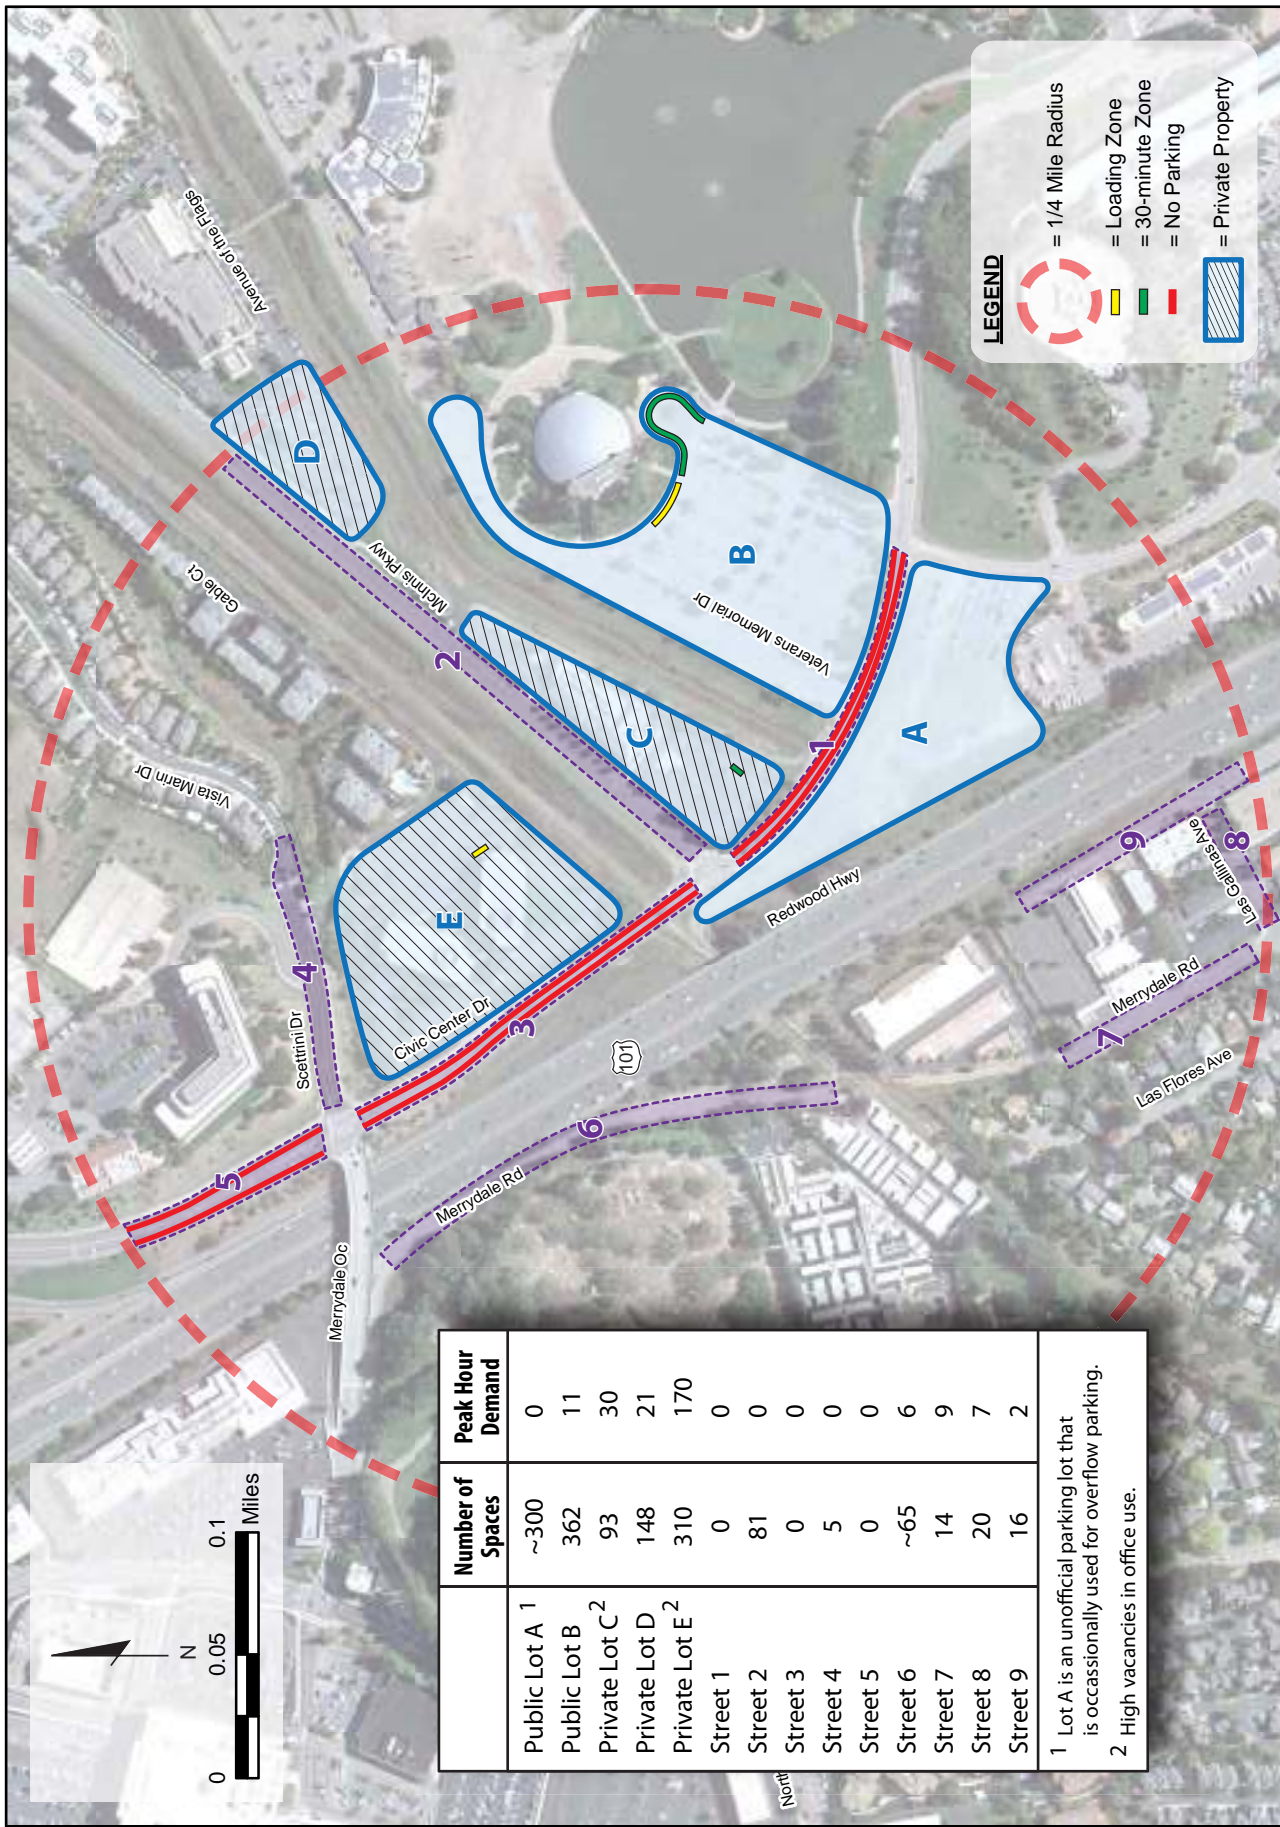 LEGEND
= 1/4 Mile Radius
= Loading Zone
= 30-minute Zone
= No Parking
= Private Property
Avenue of the Flags
Gable Ct
McInnis Pkwy
Vista Marin Dr
Veterans Memorial Dr
Scettrini Dr
Civic Center Dr
Redwood Hwy
101
Las Gallinas Ave
Merrydale Rd
Las Flores Ave
Merrydale Rd
Merrydale Oc
North
A
B
C
D
E
1
2
3
4
5
6
7
8
9
N
0 0.05 0.1
Miles
Number of Spaces Peak Hour Demand
Public Lot A 1 ~300 0
Public Lot B 362 11
Private Lot C 2 93 30
Private Lot D 148 21
Private Lot E 2 310 170
Street 1 0 0
Street 2 81 0
Street 3 0 0
Street 4 5 0
Street 5 0 0
Street 6 ~65 6
Street 7 14 9
Street 8 20 7
Street 9 16 2
1 Lot A is an unofficial parking lot that
is occassionally used for overflow parking.
2 High vacancies in office use.